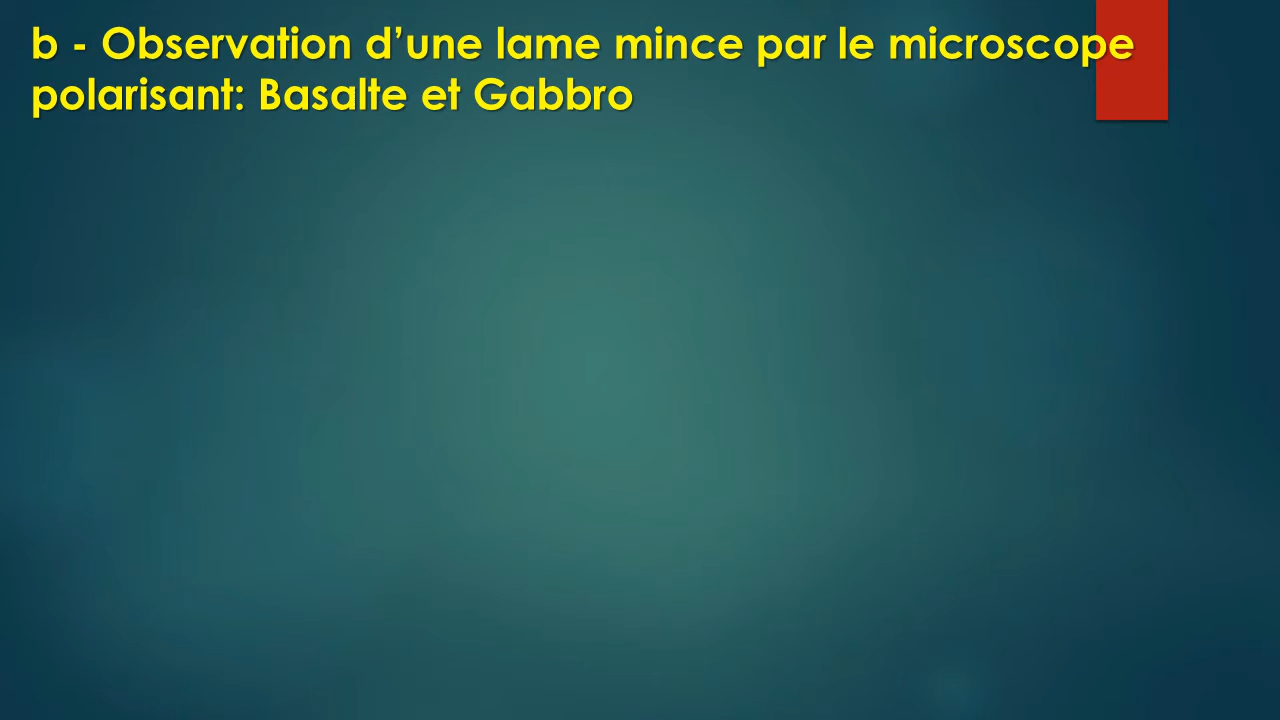 b - Observation d’une lame mince par le microscope
polarisant: Basalte et Gabbro